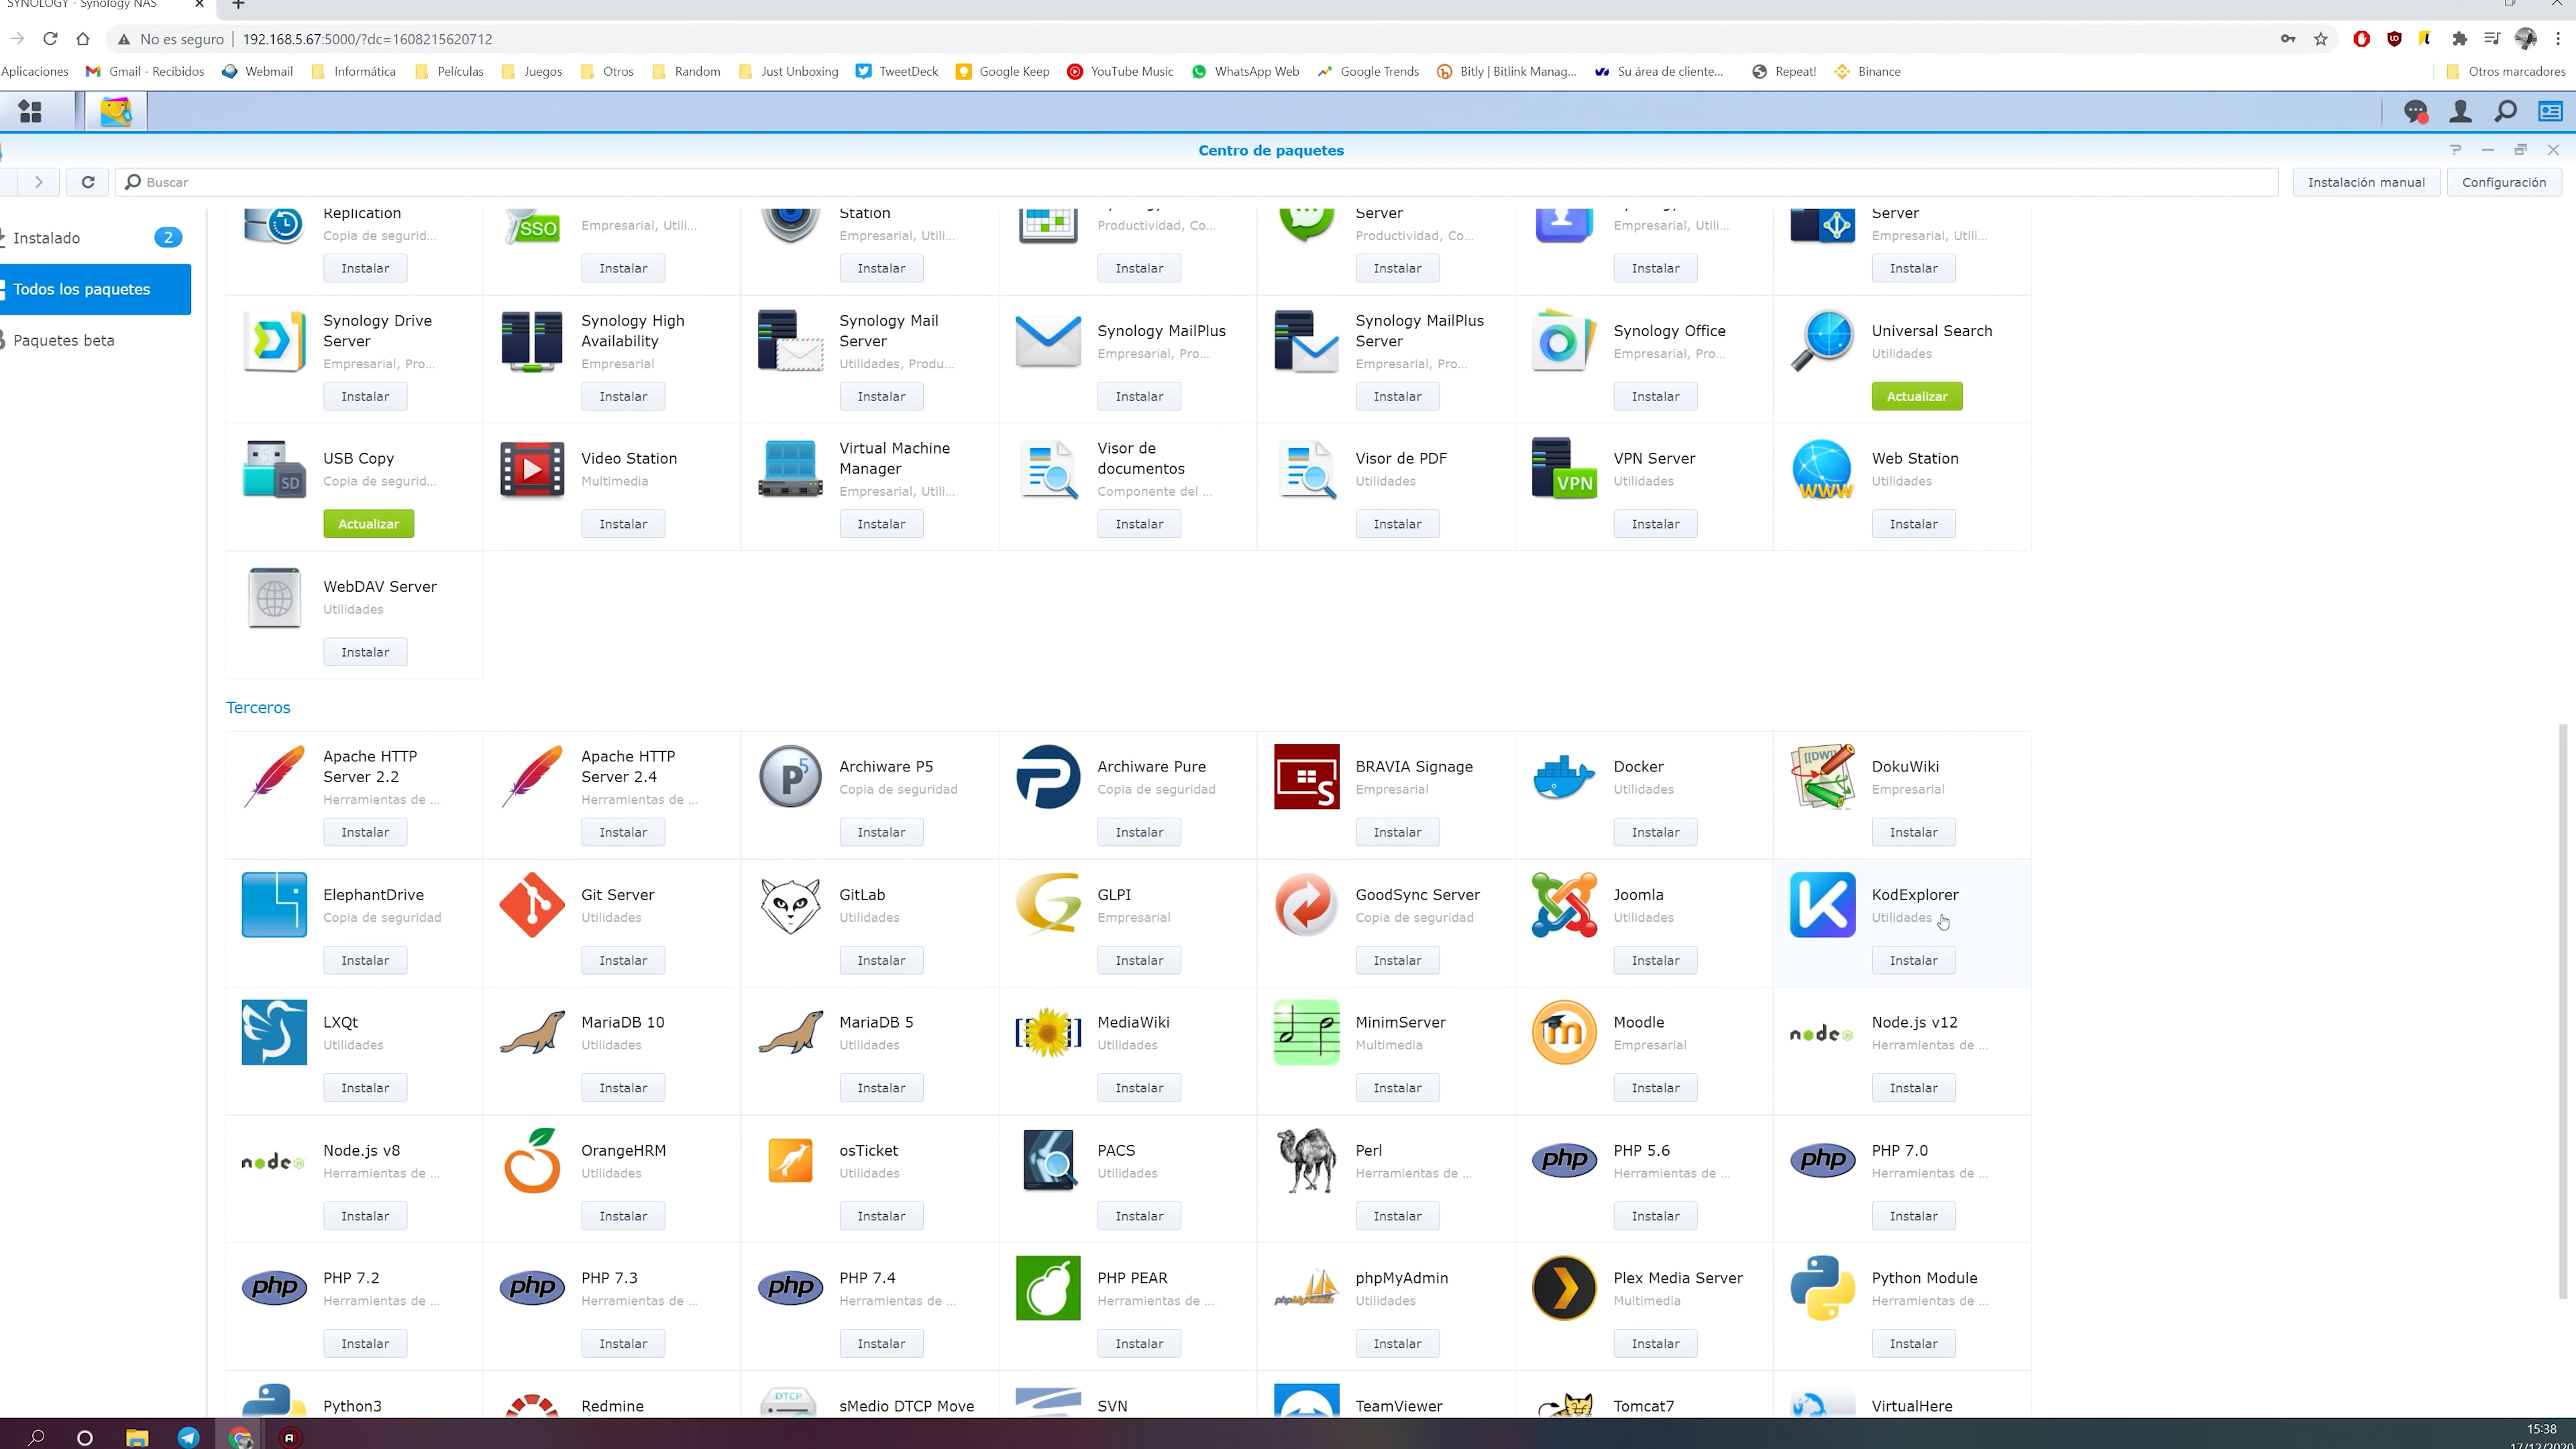 SYNOLOGY - Synology NAS
No es seguro 192.168.5.67:5000/?dc=1608215620712
Aplicaciones Gmail - Recibidos Webmail Informática Películas Juegos Otros Random Just Unboxing TweetDeck Google Keep YouTube Music WhatsApp Web Google Trends Bitly | Bitlink Manag... Su área de cliente... Repeat! Binance Otros marcadores
Centro de paquetes
Buscar Instalación manual Configuración
Instalado 2
Todos los paquetes
Paquetes beta
Replication Station Server Server
Copia de segurid... Empresarial, Utili... Empresarial, Utili... Productividad, Co... Productividad, Co... Empresarial, Utili... Empresarial, Utili...
SSO
Instalar Instalar Instalar Instalar Instalar Instalar Instalar
Synology Drive Server Synology High Availability Synology Mail Server Synology MailPlus Synology MailPlus Server Synology Office Universal Search
Empresarial, Pro... Empresarial Utilidades, Produ... Empresarial, Pro... Empresarial, Pro... Empresarial, Pro... Utilidades
Instalar Instalar Instalar Instalar Instalar Instalar Actualizar
USB Copy Video Station Virtual Machine Manager Visor de documentos Visor de PDF VPN Server Web Station
Copia de segurid... Multimedia Empresarial, Utili... Componente del ... Utilidades Utilidades Utilidades
SD VPN WWW
Actualizar Instalar Instalar Instalar Instalar Instalar Instalar
WebDAV Server
Utilidades
Instalar
Terceros
Apache HTTP Server 2.2 Apache HTTP Server 2.4 Archiware P5 Archiware Pure BRAVIA Signage Docker DokuWiki
Herramientas de ... Herramientas de ... Copia de seguridad Copia de seguridad Empresarial Utilidades Empresarial
P5 S [[DW]]
Instalar Instalar Instalar Instalar Instalar Instalar Instalar
ElephantDrive Git Server GitLab GLPI GoodSync Server Joomla KodExplorer
Copia de seguridad Utilidades Utilidades Empresarial Copia de seguridad Utilidades Utilidades
Instalar Instalar Instalar Instalar Instalar Instalar Instalar
LXQt MariaDB 10 MariaDB 5 MediaWiki MinimServer Moodle Node.js v12
Utilidades Utilidades Utilidades Utilidades Multimedia Empresarial Herramientas de ...
m node
Instalar Instalar Instalar Instalar Instalar Instalar Instalar
Node.js v8 OrangeHRM osTicket PACS Perl PHP 5.6 PHP 7.0
Herramientas de ... Utilidades Utilidades Utilidades Herramientas de ... Herramientas de ... Herramientas de ...
node php php
Instalar Instalar Instalar Instalar Instalar Instalar Instalar
PHP 7.2 PHP 7.3 PHP 7.4 PHP PEAR phpMyAdmin Plex Media Server Python Module
Herramientas de ... Herramientas de ... Herramientas de ... Herramientas de ... Utilidades Multimedia Herramientas de ...
php php php phpMyAdmin
Instalar Instalar Instalar Instalar Instalar Instalar Instalar
Python3 Redmine sMedio DTCP Move SVN TeamViewer Tomcat7 VirtualHere
DTCP
15:38